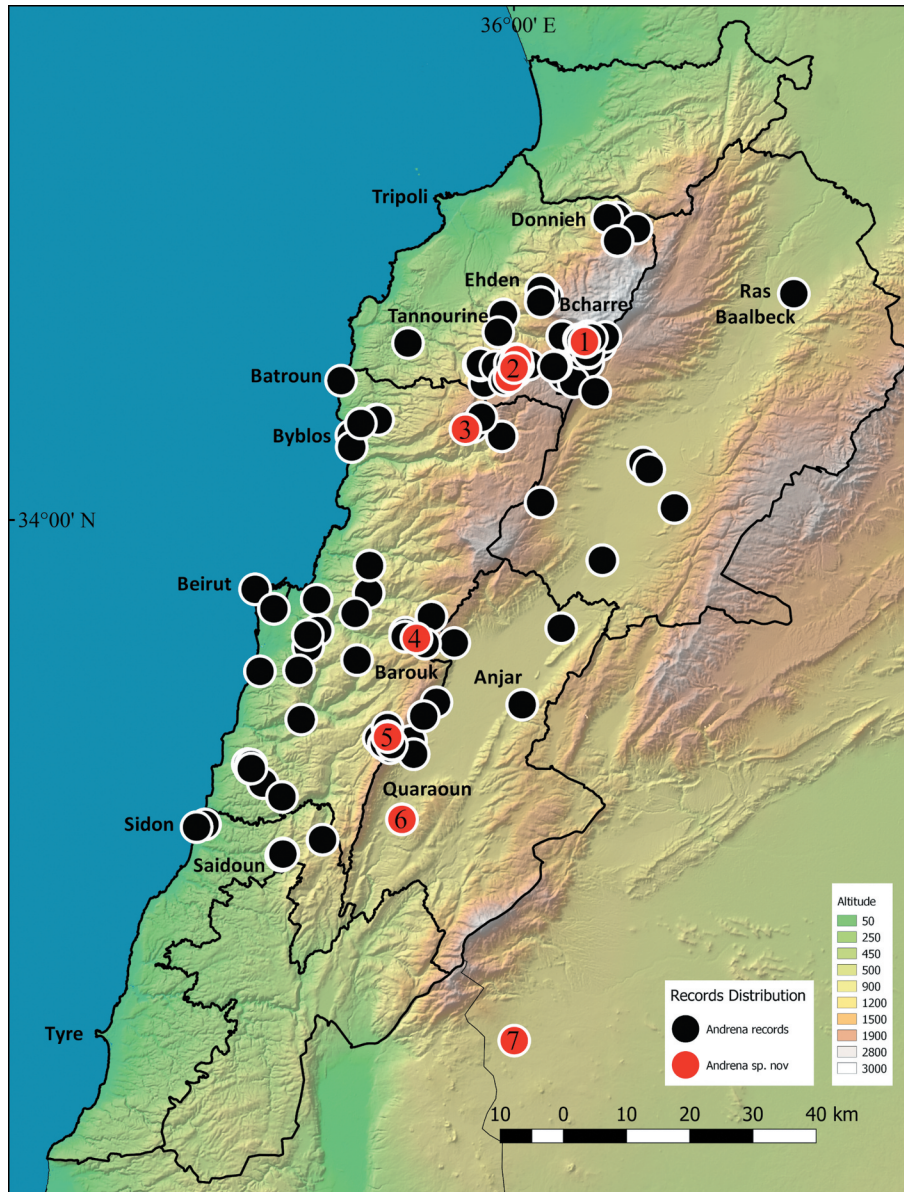 36°00' E
Tripoli
Donnieh
Ehden
Bcharre
Ras
Baalbeck
Tannourine
1
2
Batroun
3
Byblos
34°00' N
Beirut
4
Barouk
Anjar
5
Quaraoun
6
Sidon
Saidoun
Tyre
7
Altitude
50
250
450
500
900
1200
1500
1900
2800
3000
Records Distribution
Andrena records
Andrena sp. nov
10 0 10 20 30 40 km